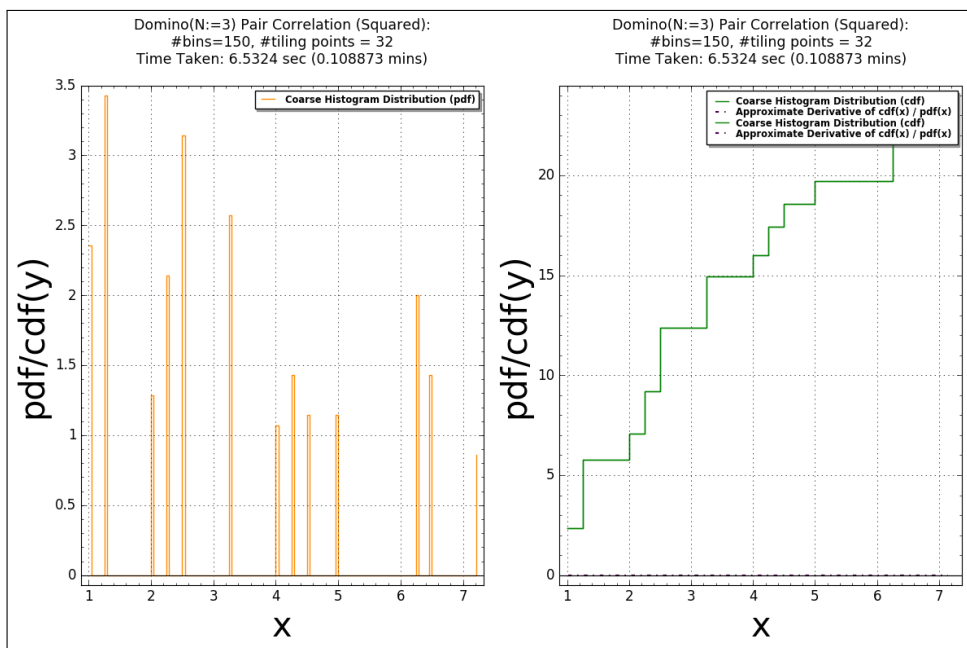 Domino(N:=3) Pair Correlation (Squared):
#bins=150, #tiling points = 32
Time Taken: 6.5324 sec (0.108873 mins)
3.5
3
2.5
2
1.5
1
0.5
0
pdf/cdf(y)
Coarse Histogram Distribution (pdf)
1 2 3 4 5 6 7
x
Domino(N:=3) Pair Correlation (Squared):
#bins=150, #tiling points = 32
Time Taken: 6.5324 sec (0.108873 mins)
20
15
10
5
0
pdf/cdf(y)
Coarse Histogram Distribution (cdf)
Approximate Derivative of cdf(x) / pdf(x)
Coarse Histogram Distribution (cdf)
Approximate Derivative of cdf(x) / pdf(x)
1 2 3 4 5 6 7
x